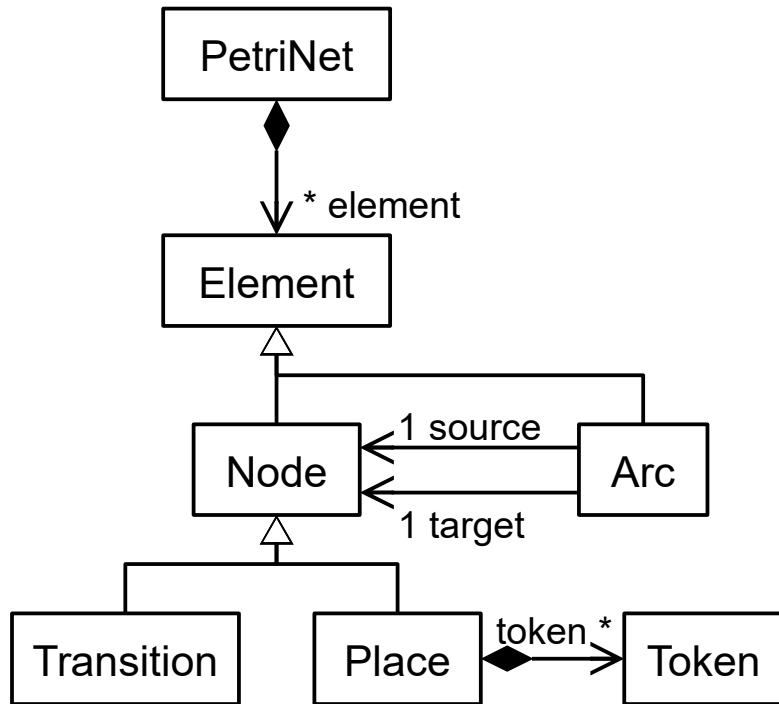 PetriNet
* element
Element
1 source
Node
Arc
1 target
Transition
Place
token *
Token